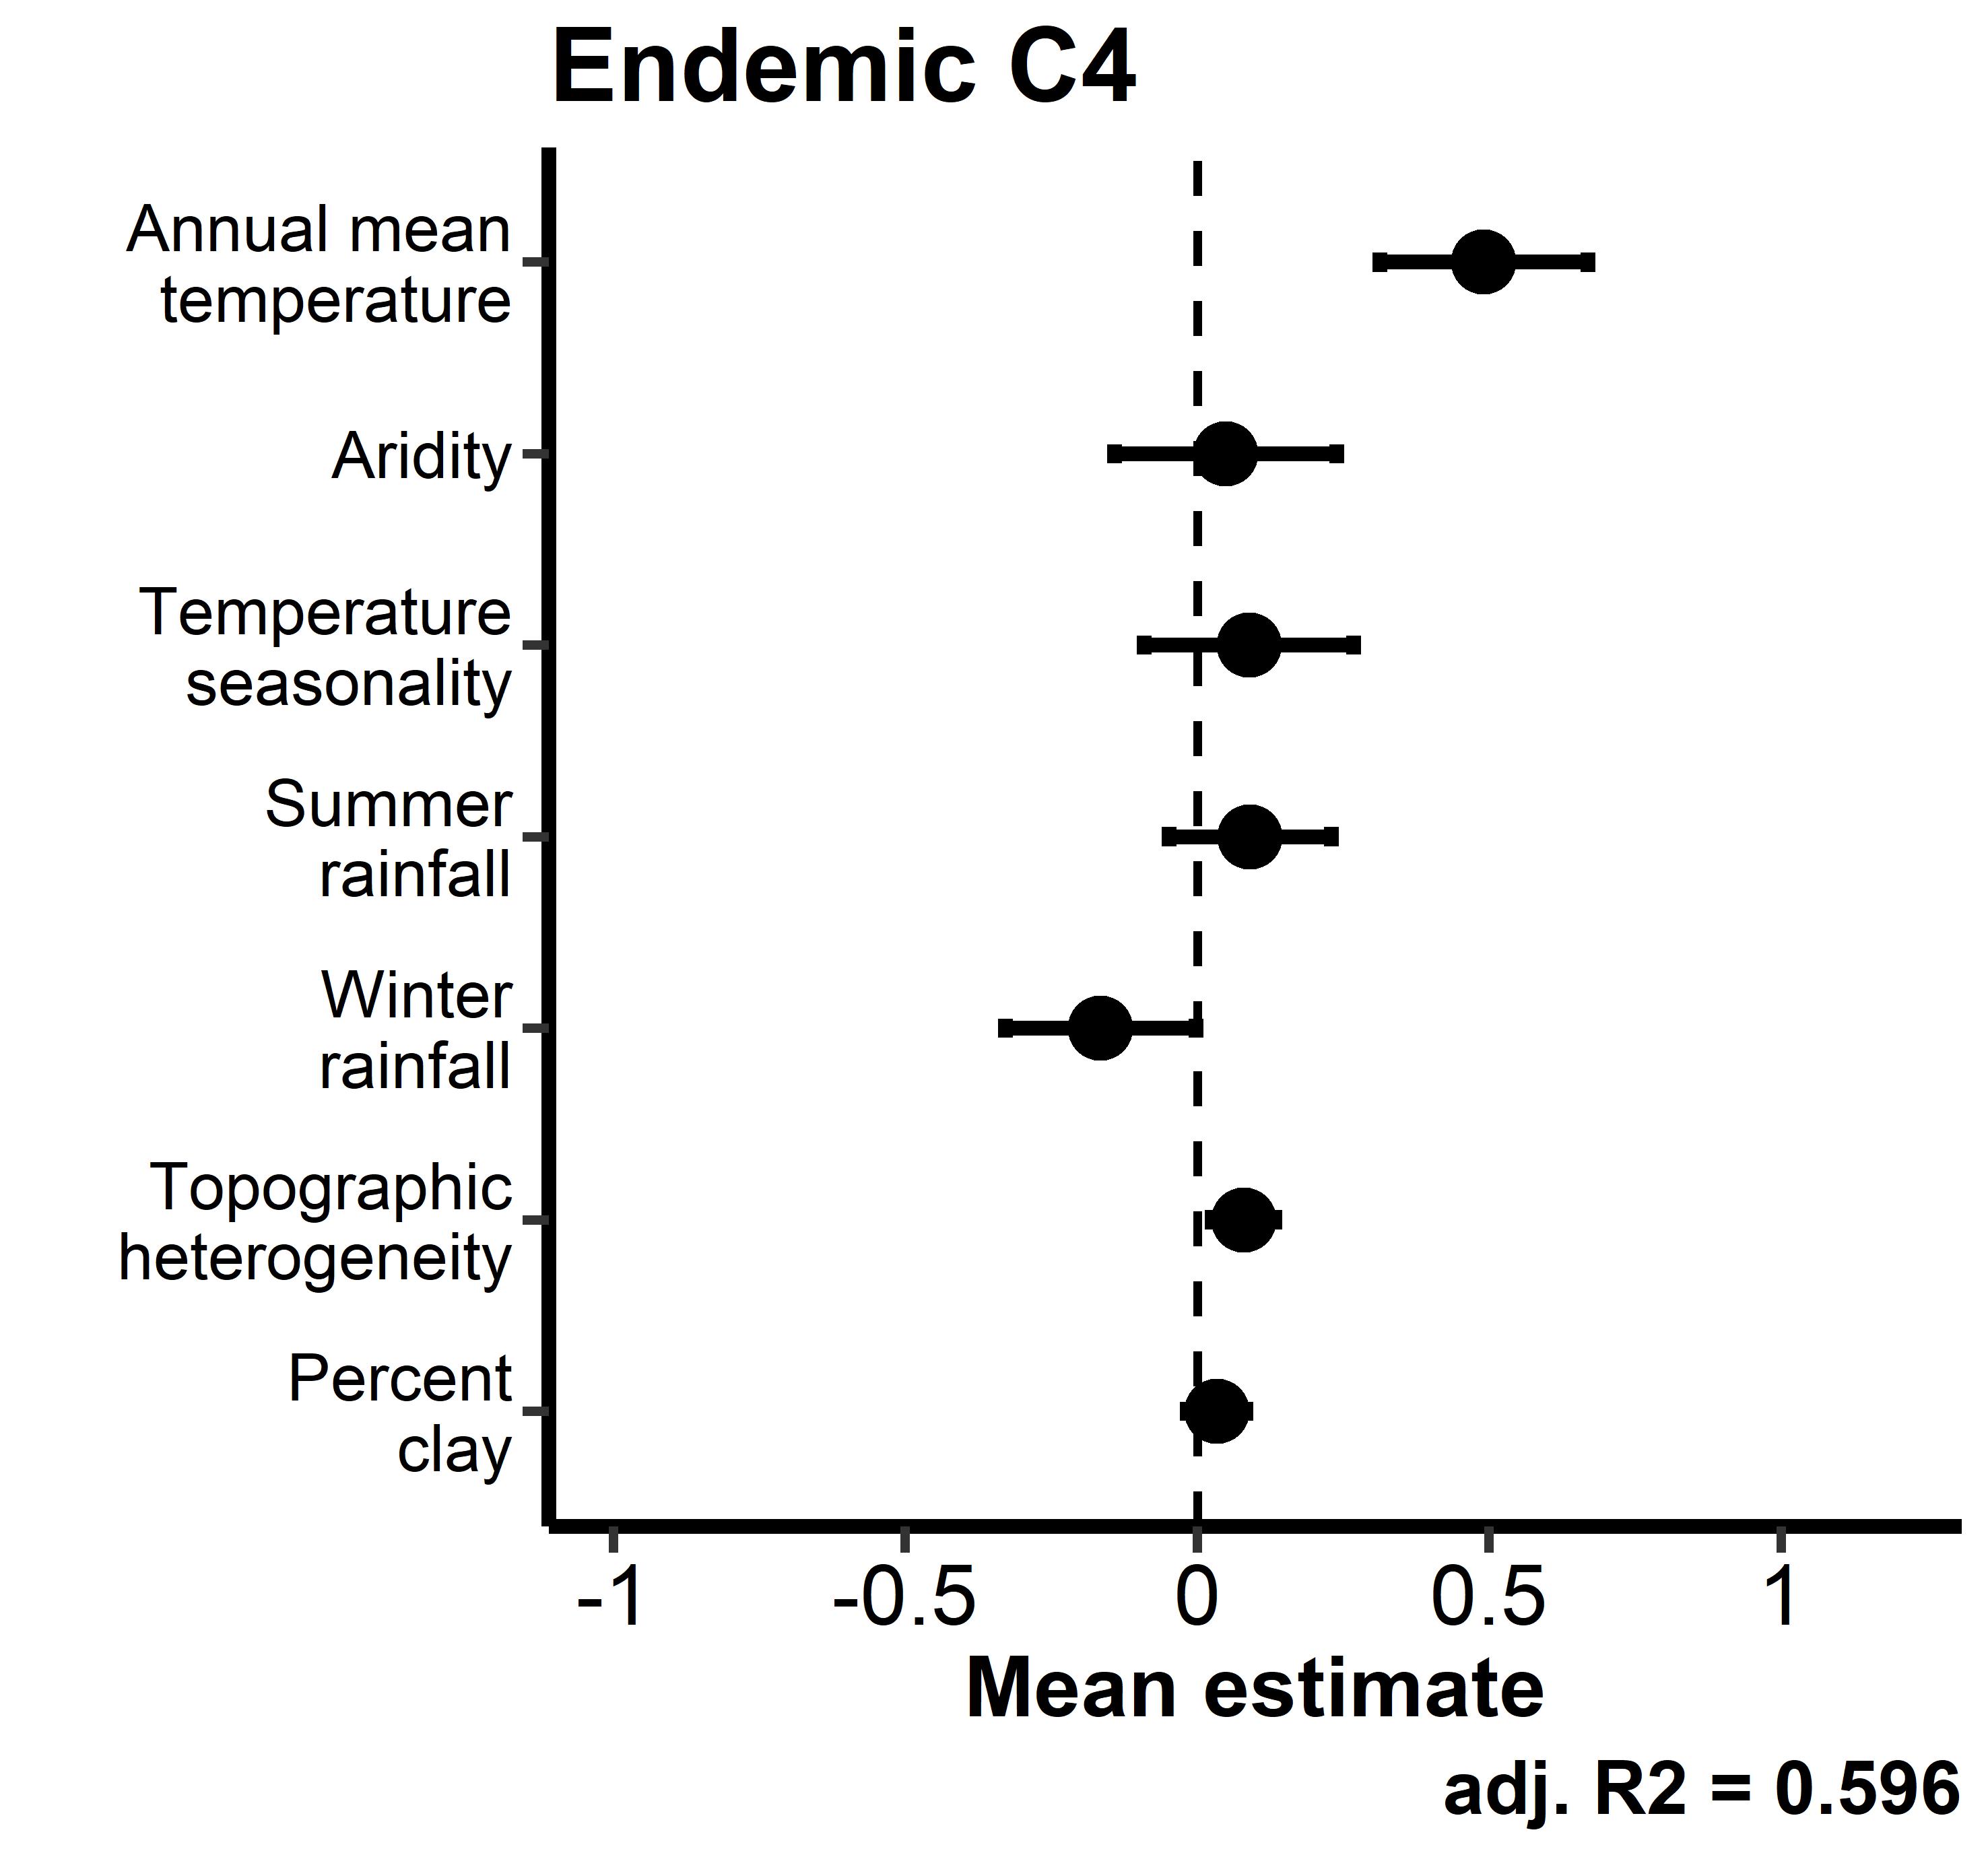 Endemic C4
Annual mean
temperature
Aridity
Temperature
seasonality
Summer
rainfall
Winter
rainfall
Topographic
heterogeneity
Percent
clay
-1 -0.5 0 0.5 1
Mean estimate
adj. R2 = 0.596